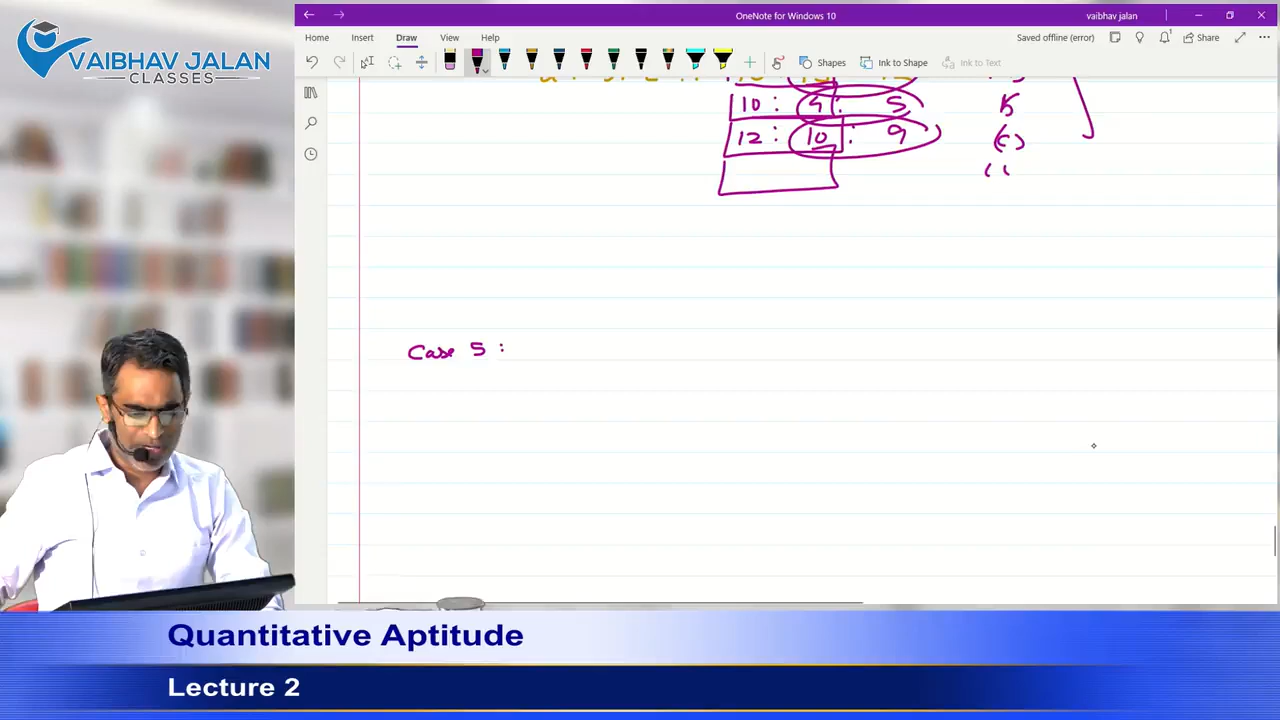 VAIBHAV JALAN
CLASSES
OneNote for Windows 10
vaibhav jalan
Home Insert Draw View Help
Saved offline (error)
Share
Shapes
Ink to Shape
Ink to Text
10 : 4 : 5
12 : 10 : 9
Case 5 :
Quantitative Aptitude
Lecture 2